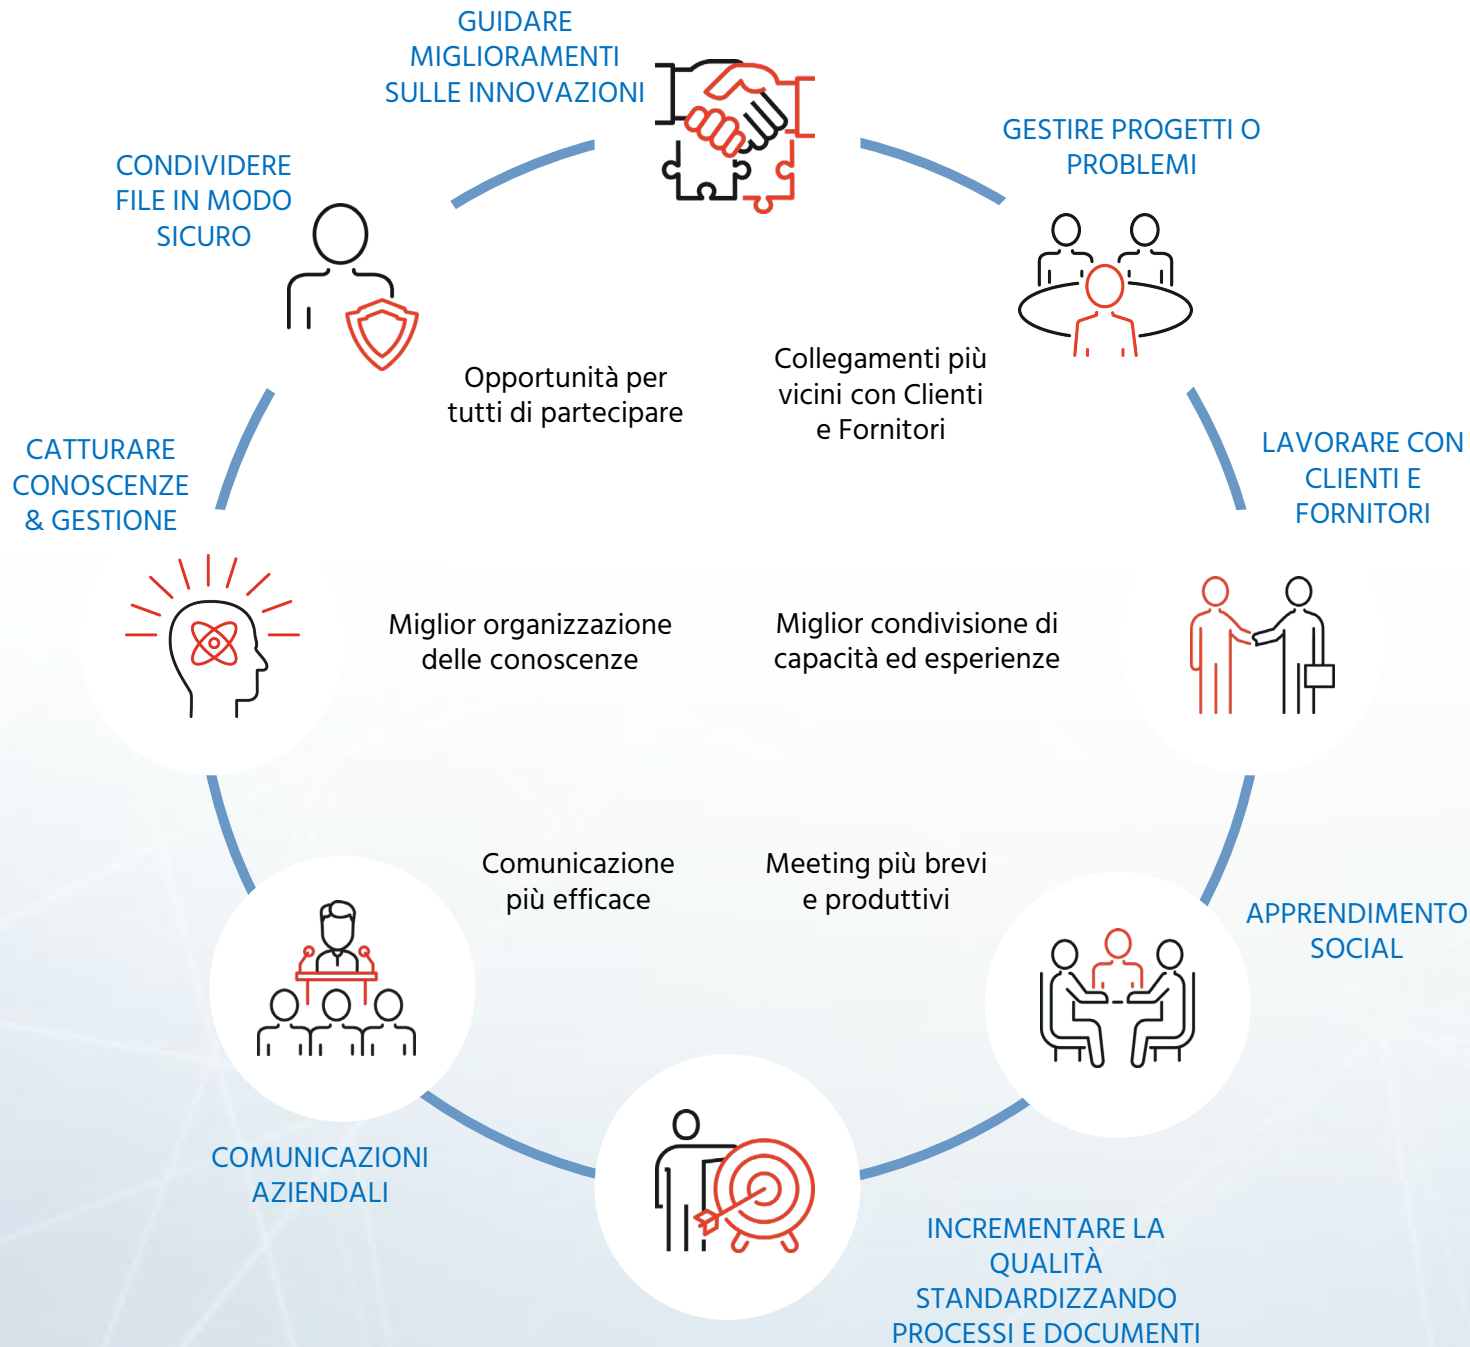 GUIDARE
MIGLIORAMENTI
SULLE INNOVAZIONI
GESTIRE PROGETTI O
PROBLEMI
CONDIVIDERE
FILE IN MODO
SICURO
Opportunità per
tutti di partecipare
Collegamenti più
vicini con Clienti
e Fornitori
CATTURARE
CONOSCENZE
& GESTIONE
LAVORARE CON
CLIENTI E
FORNITORI
Miglior organizzazione
delle conoscenze
Miglior condivisione di
capacità ed esperienze
Comunicazione
più efficace
Meeting più brevi
e produttivi
APPRENDIMENTO
SOCIAL
COMUNICAZIONI
AZIENDALI
INCREMENTARE LA
QUALITÀ
STANDARDIZZANDO
PROCESSI E DOCUMENTI